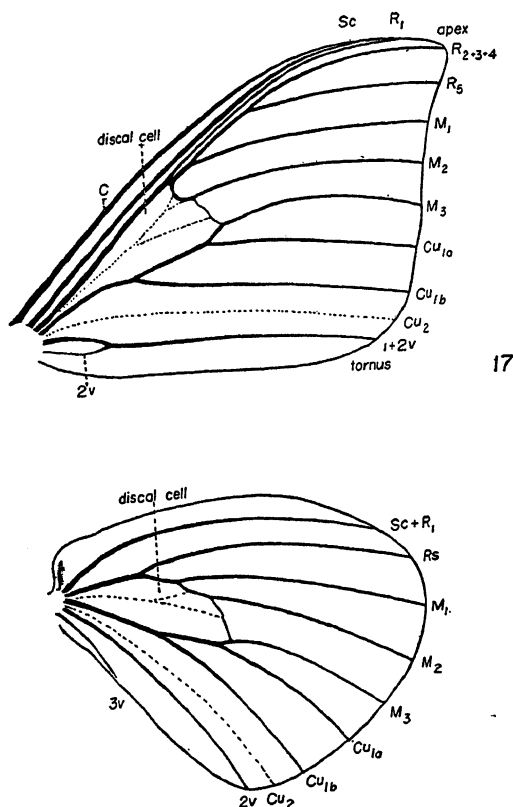 Sc
R₁
apex
R₂₊₃₊₄
R₅
discal cell
M₁
M₂
C
M₃
Cu₁ₐ
Cu₁b
Cu₂
1+2v
tornus
2v
17
discal cell
Sc+R₁
Rs
M₁.
M₂
3v
M₃
Cu₁ₐ
Cu₁b
Cu₂
2v